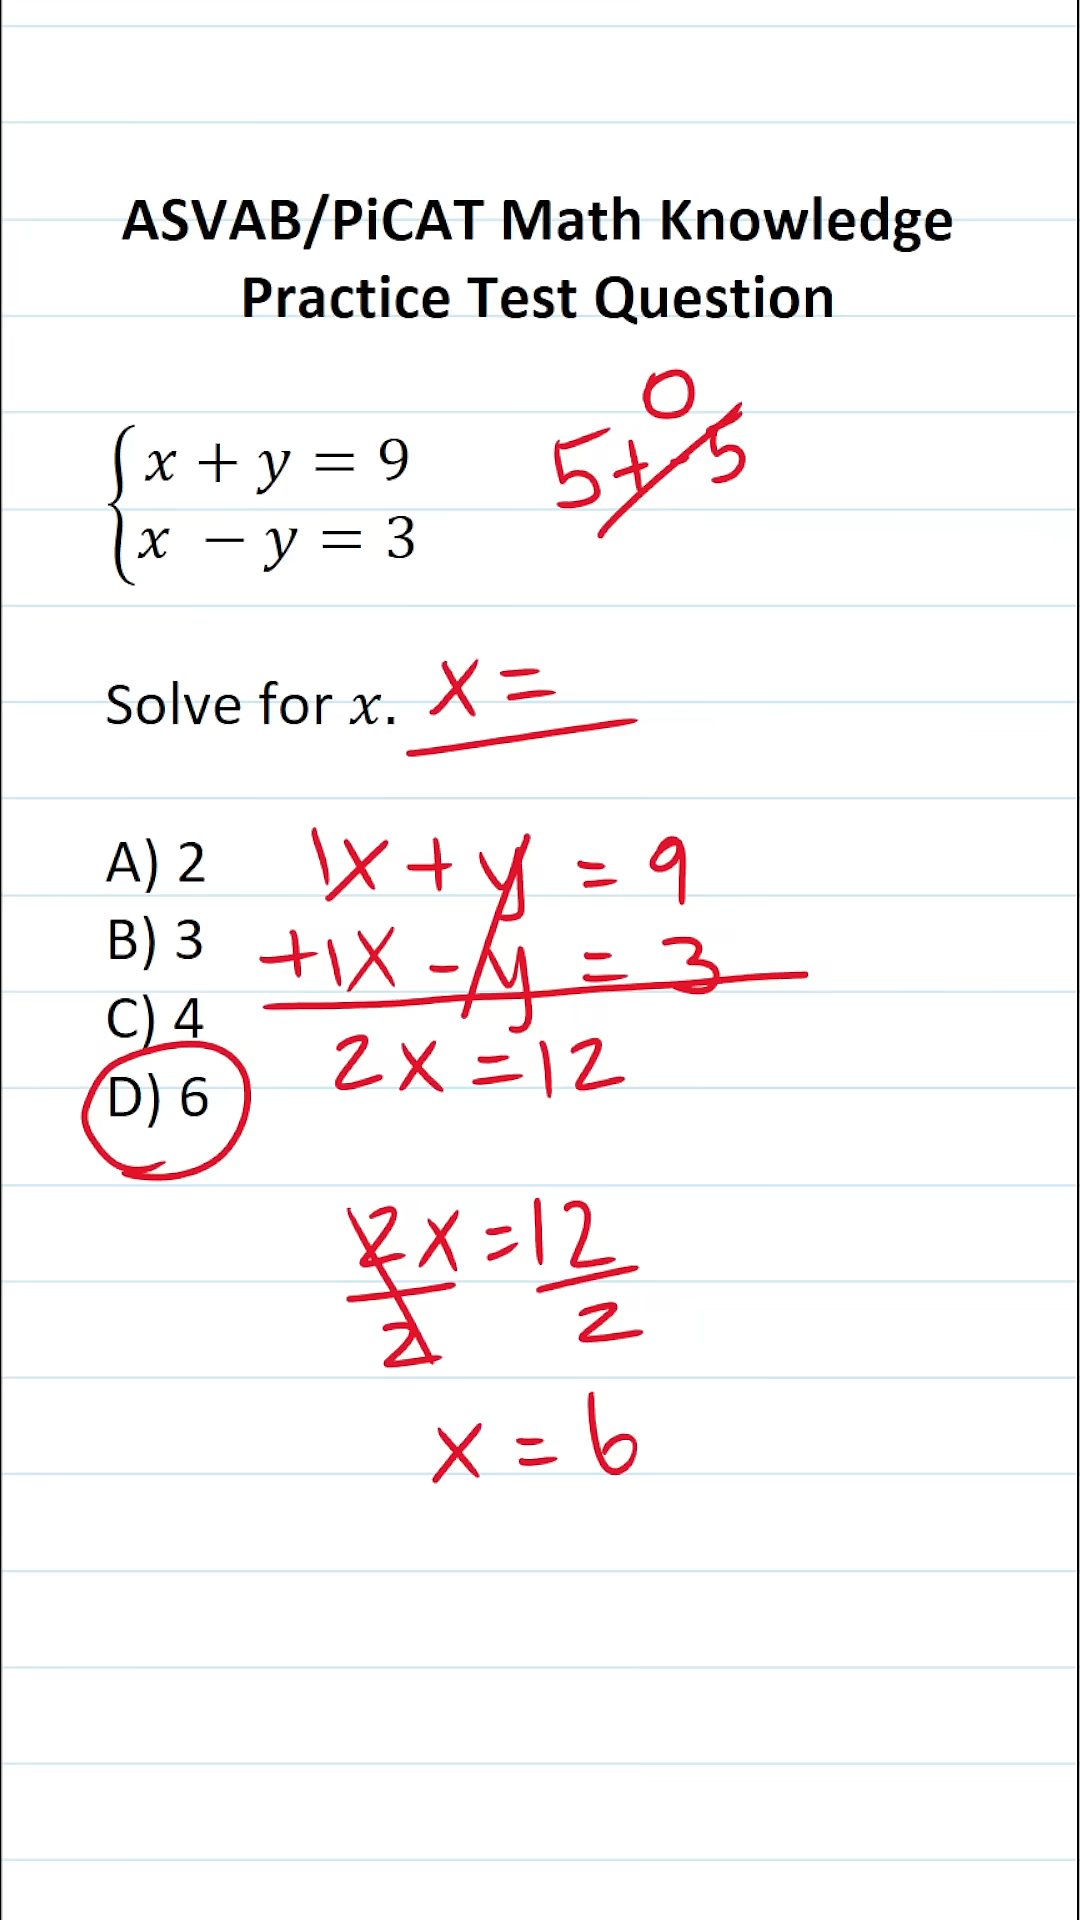 ASVAB/PiCAT Math Knowledge
Practice Test Question
0
5+-5
x + y = 9
x - y = 3
Solve for x. x =
A) 2
B) 3
C) 4
D) 6
1x + y = 9
+1x - y = 3
2x = 12
2x = 12
2 2
x = 6